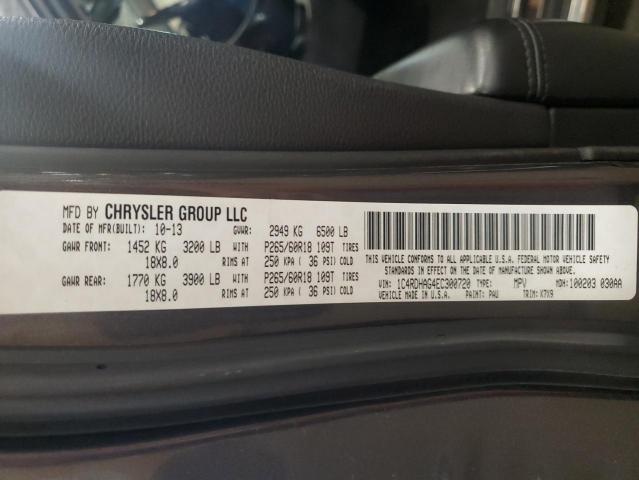 MFD BY CHRYSLER GROUP LLC
DATE OF MFR(BUILT): 10-13 GVWR: 2949 KG 6500 LB
GAWR FRONT: 1452 KG 3200 LB WITH P265/60R18 109T TIRES
18X8.0 RIMS AT 250 KPA ( 36 PSI) COLD
GAWR REAR: 1770 KG 3900 LB WITH P265/60R18 109T TIRES
18X8.0 RIMS AT 250 KPA ( 36 PSI) COLD
THIS VEHICLE CONFORMS TO ALL APPLICABLE U.S.A. FEDERAL MOTOR VEHICLE SAFETY
STANDARDS IN EFFECT ON THE DATE OF MANUFACTURE SHOWN ABOVE.
VIN: 1C4RDHAG4EC300720 TYPE: MPV MDH: 100203 030AA
VEHICLE MADE IN U.S.A. PAINT: PAU TRIM: X7X9